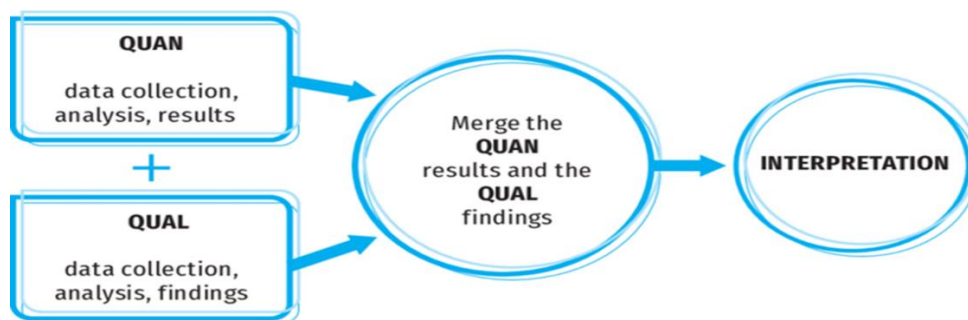 QUAN
data collection,
analysis, results
+
QUAL
data collection,
analysis, findings
Merge the
QUAN
results and the
QUAL
findings
INTERPRETATION